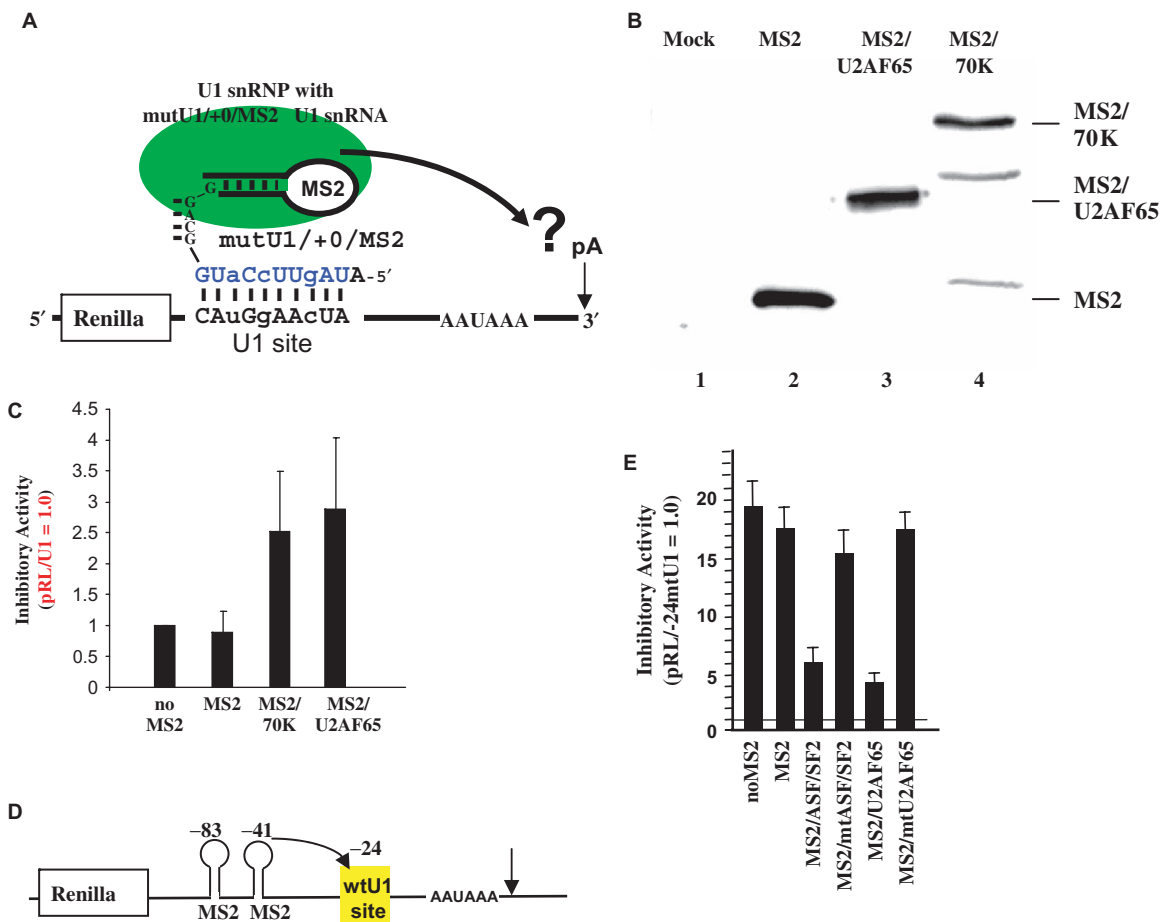 A
U1 snRNP with
mutU1/+0/MS2 U1 snRNA
G
G
A
C
G
MS2
mutU1/+0/MS2
?
pA
GUaCcUUgAUA-5′
5′
Renilla
CAuGgAAcUA
AAUAAA
3′
U1 site
B
Mock
MS2
MS2/
U2AF65
MS2/
70K
MS2/
70K
MS2/
U2AF65
MS2
1
2
3
4
C
Inhibitory Activity
(pRL/U1 = 1.0)
4.5
4
3.5
3
2.5
2
1.5
1
0.5
0
no
MS2
MS2
MS2/
70K
MS2/
U2AF65
D
Renilla
–83
–41
–24
MS2
MS2
wtU1
site
AAUAAA
E
Inhibitory Activity
(pRL/-24mtU1 = 1.0)
20
15
10
5
0
noMS2
MS2
MS2/ASF/SF2
MS2/mtASF/SF2
MS2/U2AF65
MS2/mtU2AF65